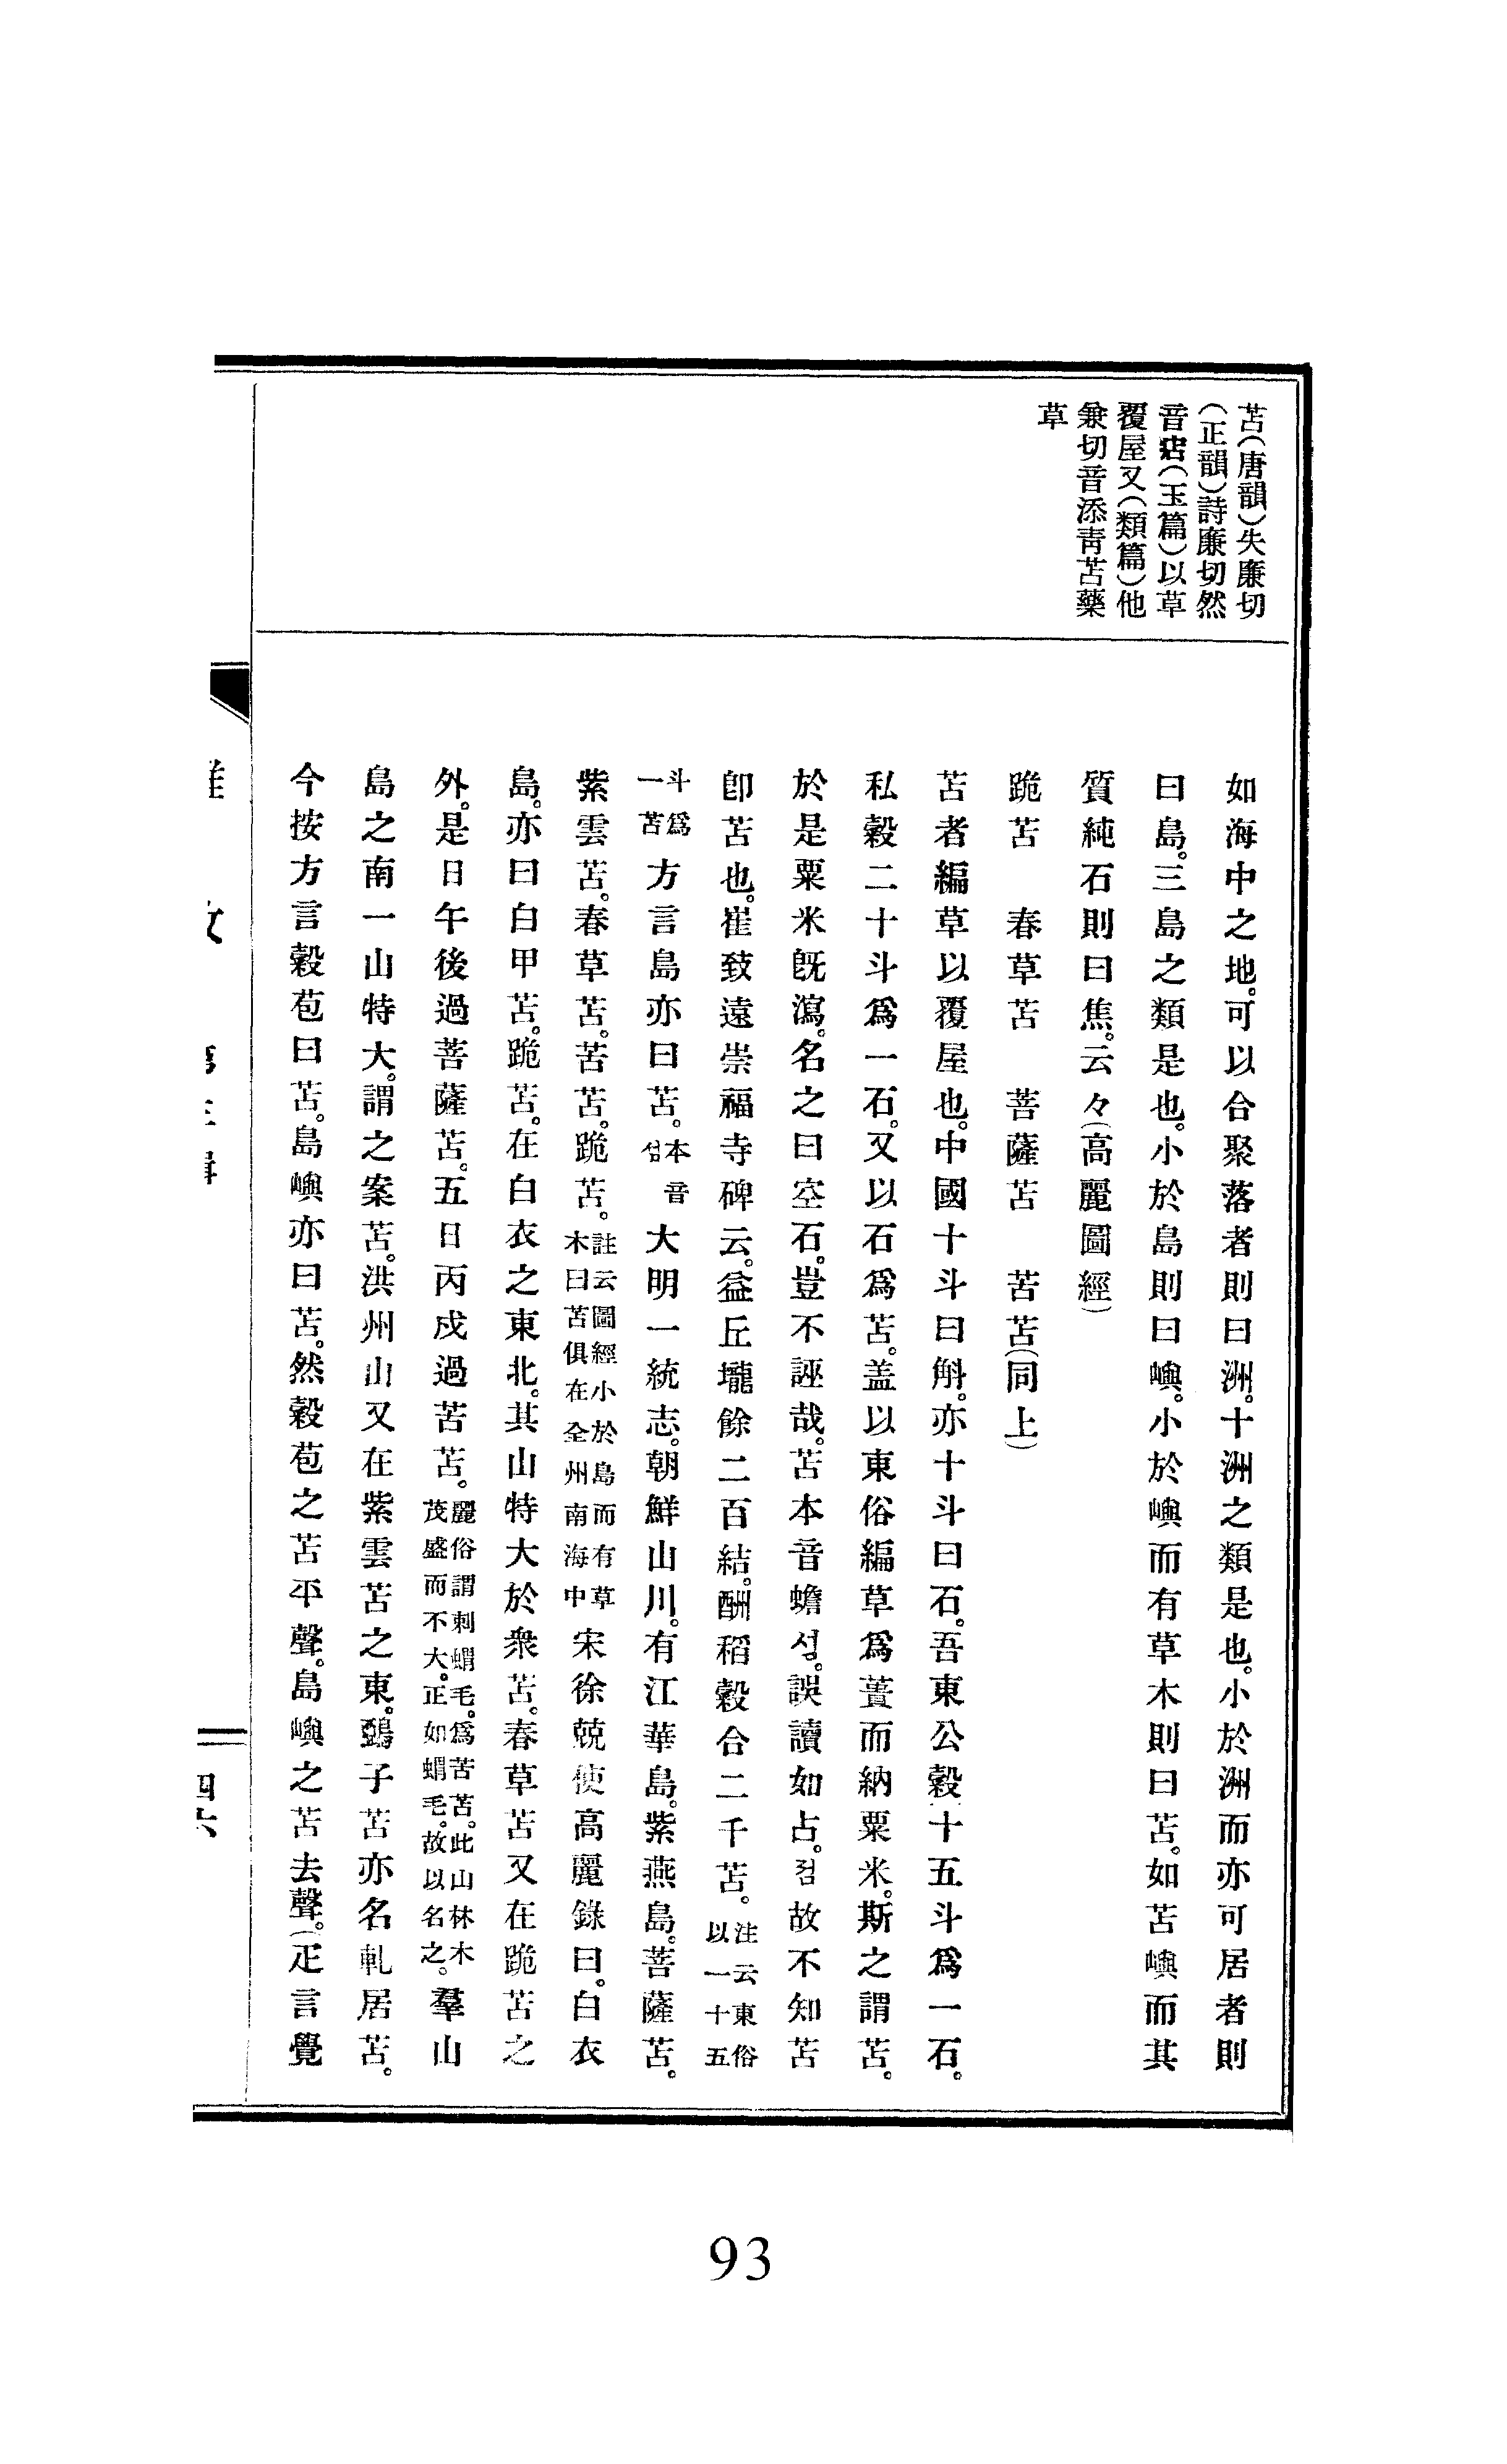 苫(唐韻)失廉切
(正韻)詩廉切然
音痁(玉篇)以草
覆屋又(類篇)他
兼切音添靑苫藥
草
如海中之地。可以合聚落者則曰洲。十洲之類是也。小於洲而亦可居者則
曰島。三島之類是也。小於島則曰嶼。小於嶼而有草木則曰苫。如苫嶼而其
質純石則曰焦。云々(高麗圖經)
跪苫　春草苫　菩薩苫　苦苫(同上)
苫者編草以覆屋也。中國十斗曰斛。亦十斗曰石。吾東公穀十五斗爲一石。
私穀二十斗爲一石。又以石爲苫。盖以東俗編草爲蕢而納粟米。斯之謂苫。
於是粟米旣瀉。名之曰空石。豈不誣哉。苫本音蟾셤。誤讀如占。졈故不知苫
卽苫也。崔致遠崇福寺碑云。益丘壠餘二百結。酬稻穀合二千苫。注云東俗以一十五
斗爲一苫方言島亦曰苫。本音셤大明一統志。朝鮮山川。有江華島。紫燕島。菩薩苫。
紫雲苫。春草苫。苦苫。跪苫。註云圖經小於島而有草木曰苫俱在全州南海中宋徐兢使高麗錄曰。白衣
島。亦曰白甲苫。跪苫。在白衣之東北。其山特大於衆苫。春草苫又在跪苫之
外。是日午後過菩薩苫。五日丙戌過苦苫。麗俗謂刺蝟毛。爲苦苫。此山林木茂盛而不大。正如蝟毛。故以名之。羣山
島之南一山特大。謂之案苫。洪州山又在紫雲苫之東。鵶子苫亦名軋居苫。
今按方言穀苞曰苫。島嶼亦曰苫。然穀苞之苫平聲。島嶼之苫去聲。(疋言覺
四六
93